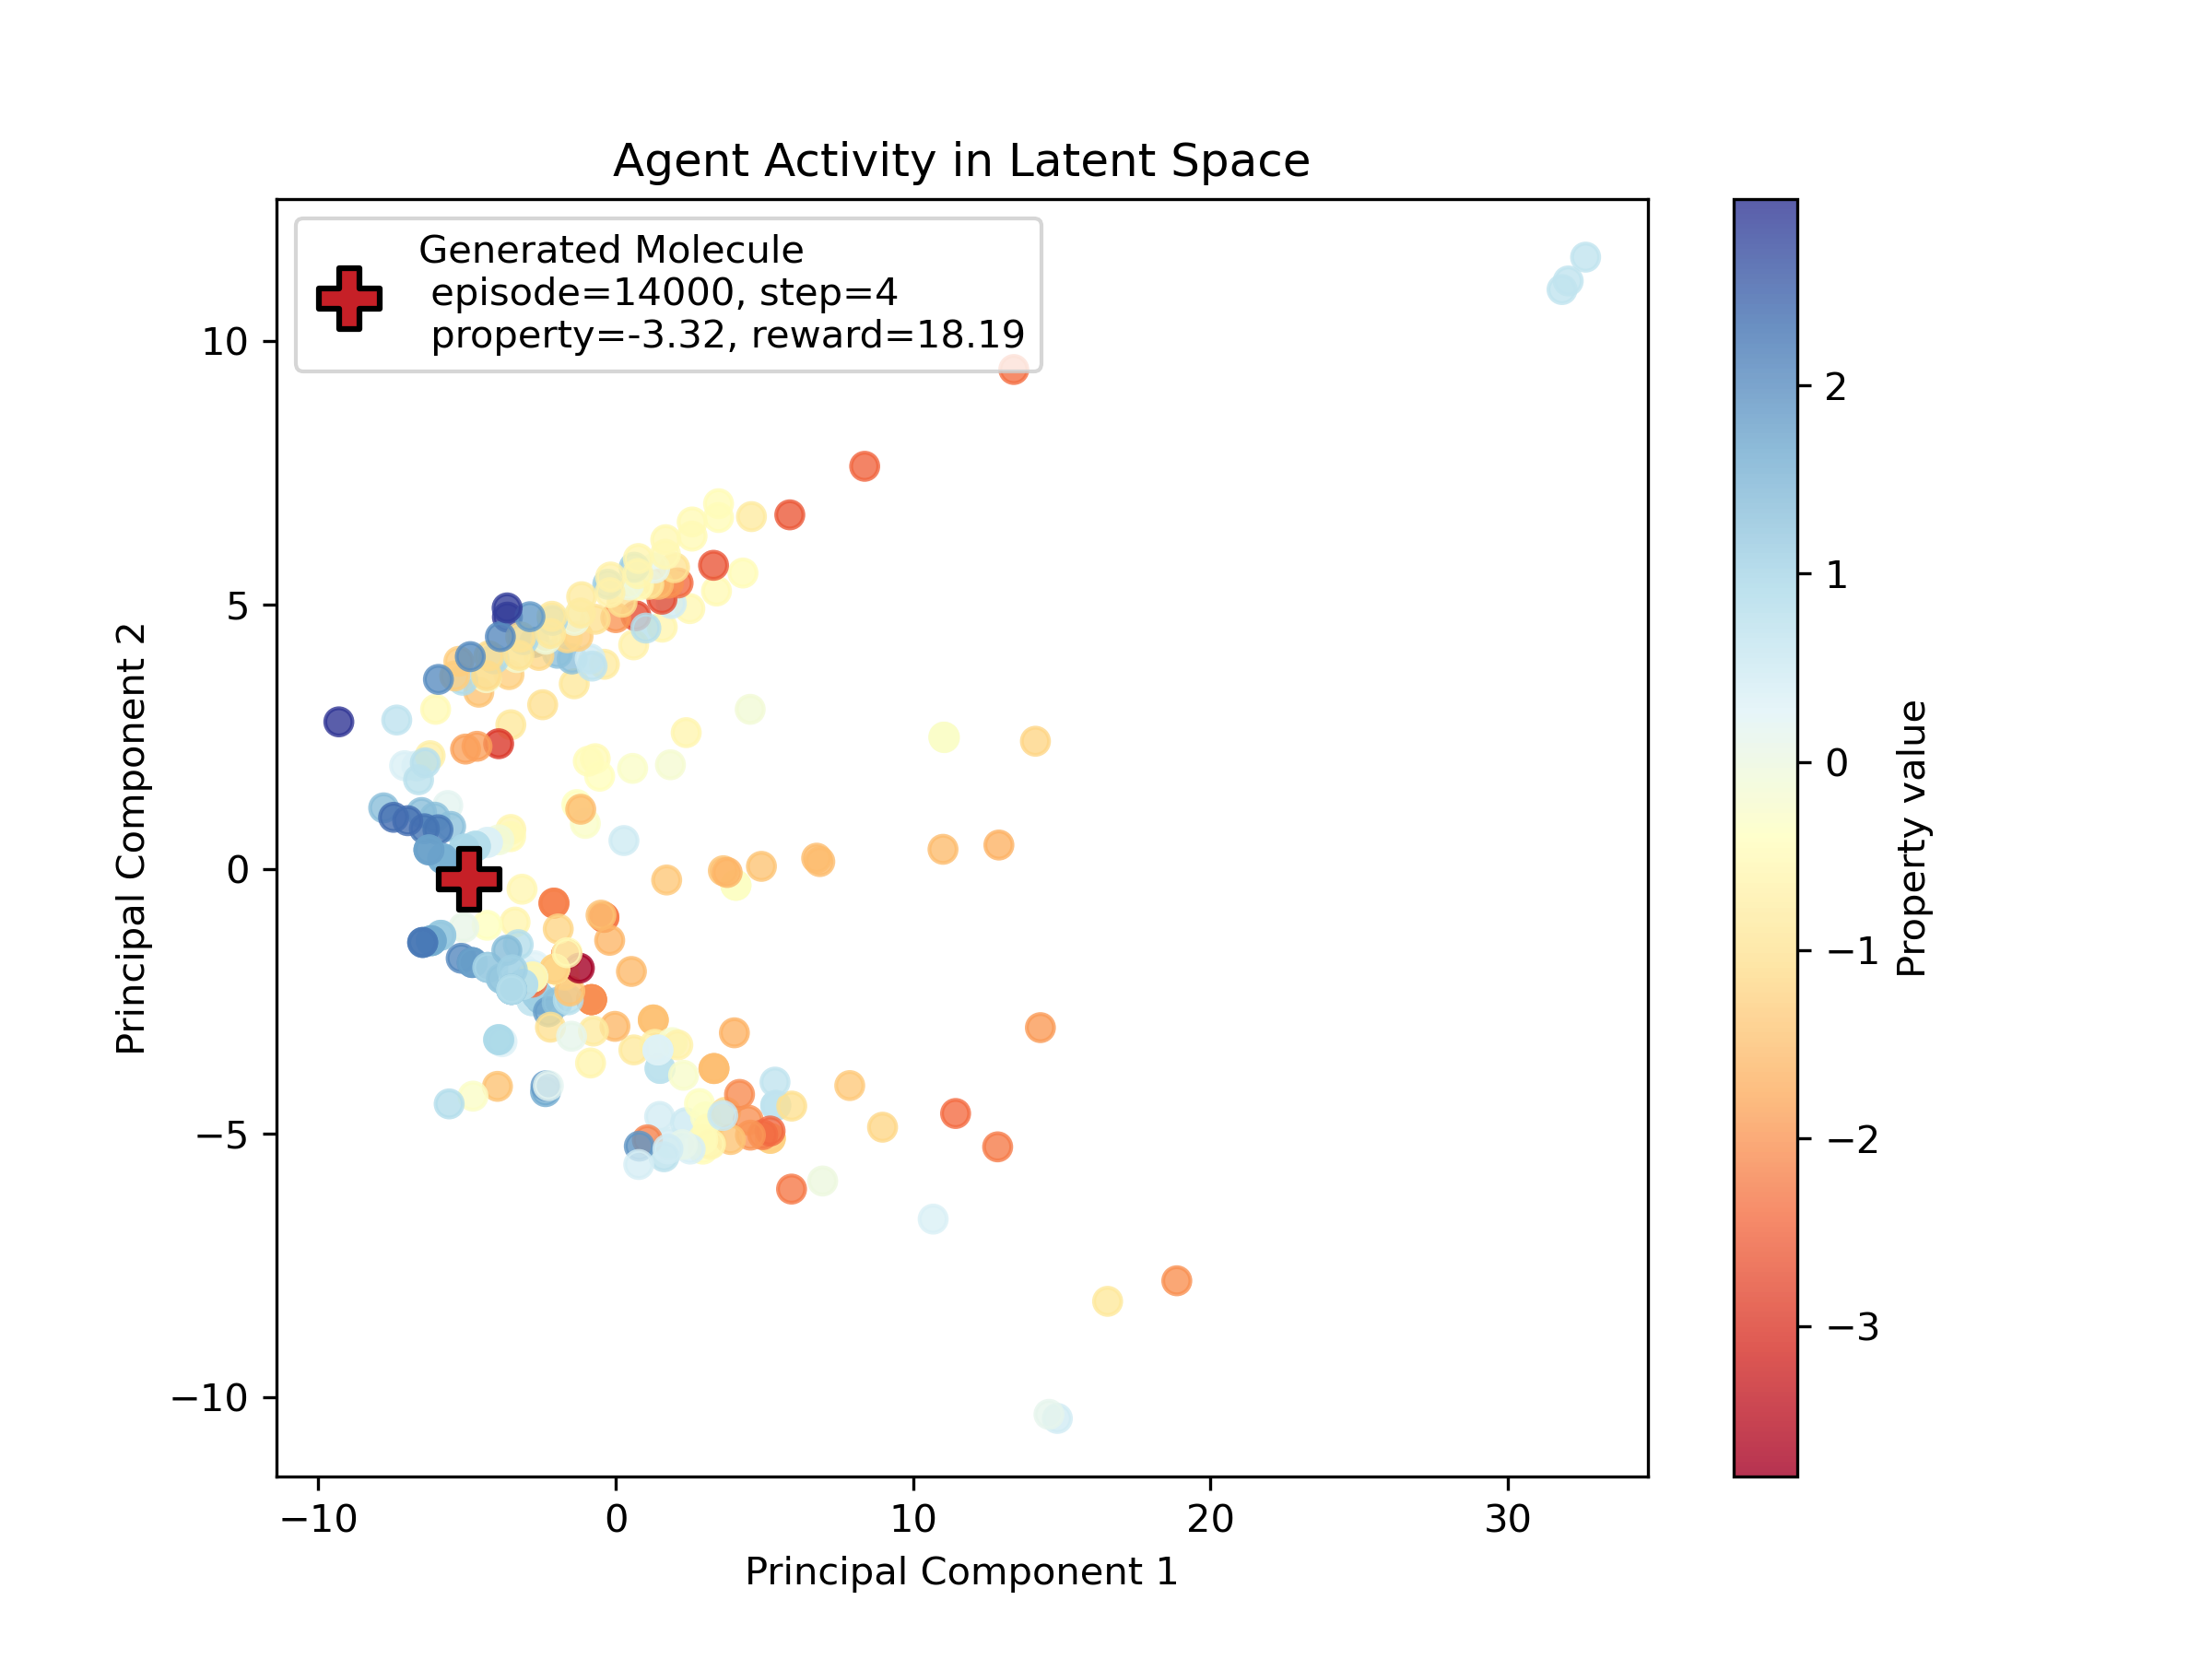 Agent Activity in Latent Space
Generated Molecule
episode=14000, step=4
property=-3.32, reward=18.19
10
5
0
−5
−10
Principal Component 2
−10
0
10
20
30
Principal Component 1
2
1
0
−1
−2
−3
Property value